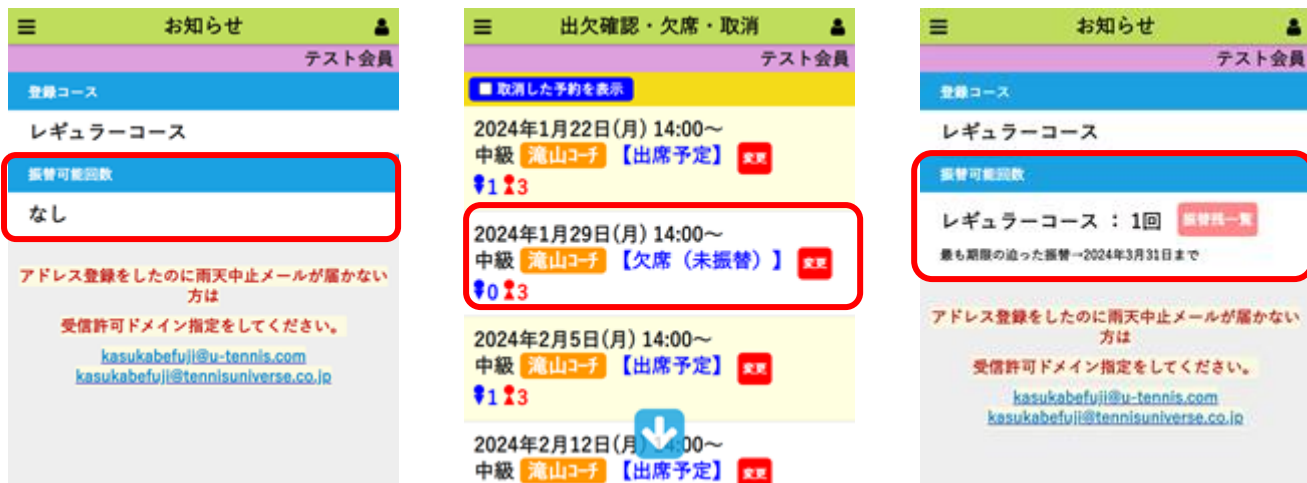 お知らせ
テスト会員
登録コース
レギュラーコース
振替可能回数
なし
アドレス登録をしたのに雨天中止メールが届かない
方は
受信許可ドメイン指定をしてください。
kasukabefuji@u-tennis.com
kasukabefuji@tennisuniverse.co.jp
出欠確認・欠席・取消
テスト会員
■ 取消した予約を表示
2024年1月22日(月) 14:00～
中級 滝山コーチ 【出席予定】 変更
1 3
2024年1月29日(月) 14:00～
中級 滝山コーチ 【欠席（未振替）】 変更
0 3
2024年2月5日(月) 14:00～
中級 滝山コーチ 【出席予定】 変更
1 3
2024年2月12日(月) 14:00～
中級 滝山コーチ 【出席予定】 変更
お知らせ
テスト会員
登録コース
レギュラーコース
振替可能回数
レギュラーコース ： 1回 振替残一覧
最も期限の迫った振替→2024年3月31日まで
アドレス登録をしたのに雨天中止メールが届かない
方は
受信許可ドメイン指定をしてください。
kasukabefuji@u-tennis.com
kasukabefuji@tennisuniverse.co.jp